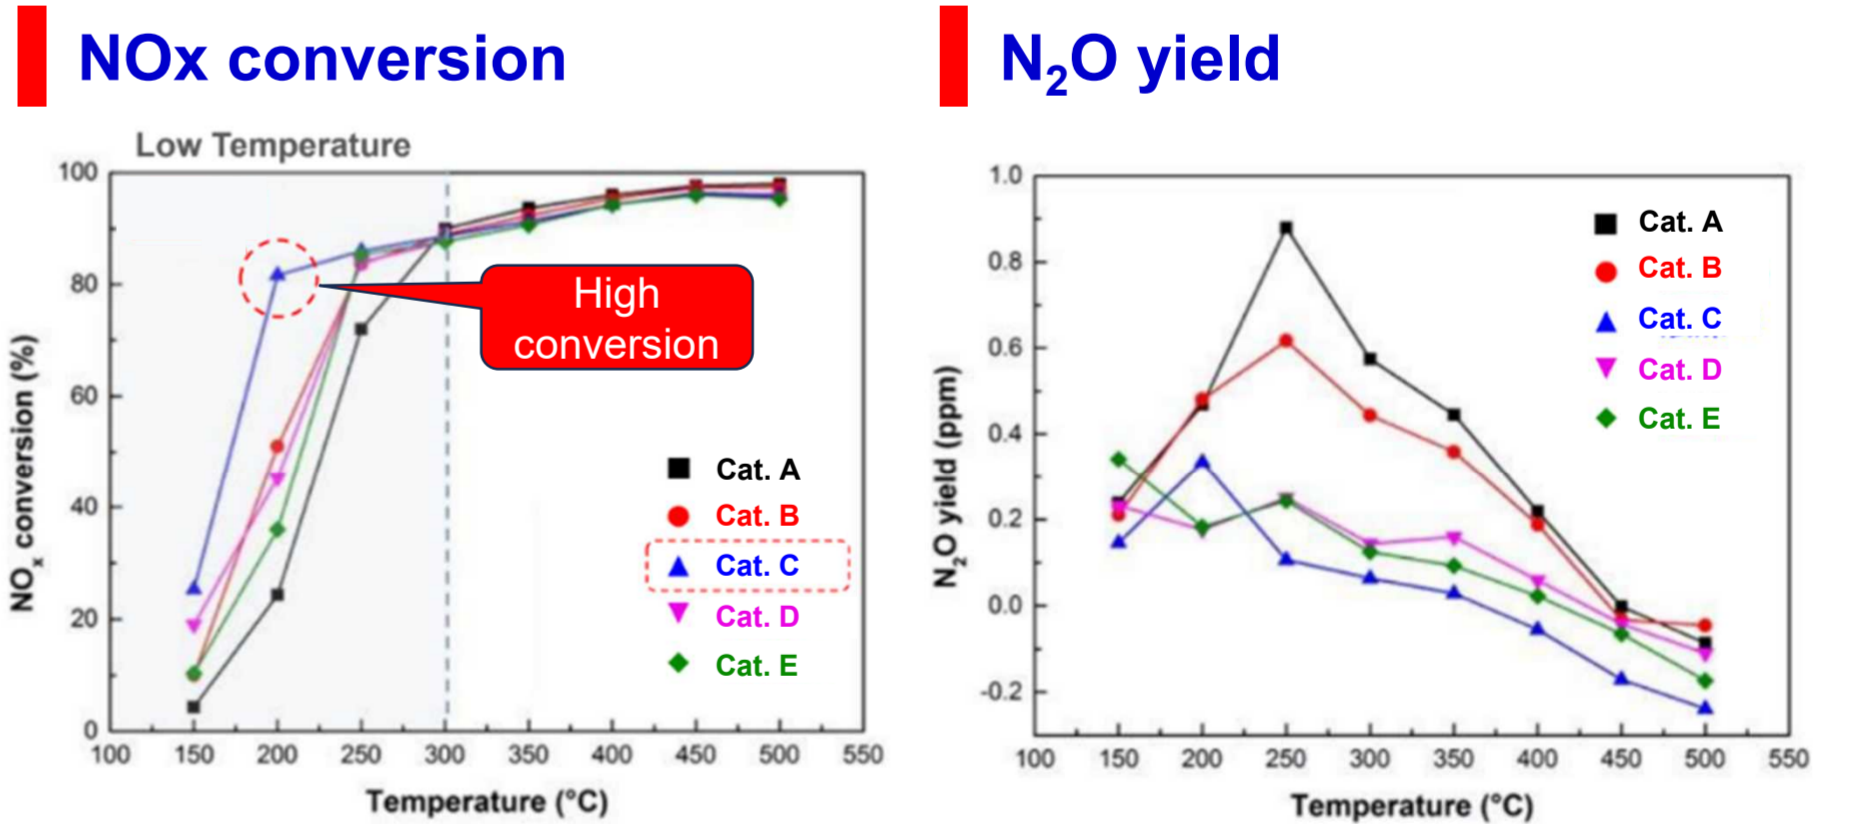 NOx conversion
Low Temperature
100
80
60
40
20
0
100 150 200 250 300 350 400 450 500 550
NOx conversion (%)
Temperature (°C)
High
conversion
Cat. A
Cat. B
Cat. C
Cat. D
Cat. E
N2O yield
1.0
0.8
0.6
0.4
0.2
0.0
-0.2
100 150 200 250 300 350 400 450 500 550
N2O yield (ppm)
Temperature (°C)
Cat. A
Cat. B
Cat. C
Cat. D
Cat. E